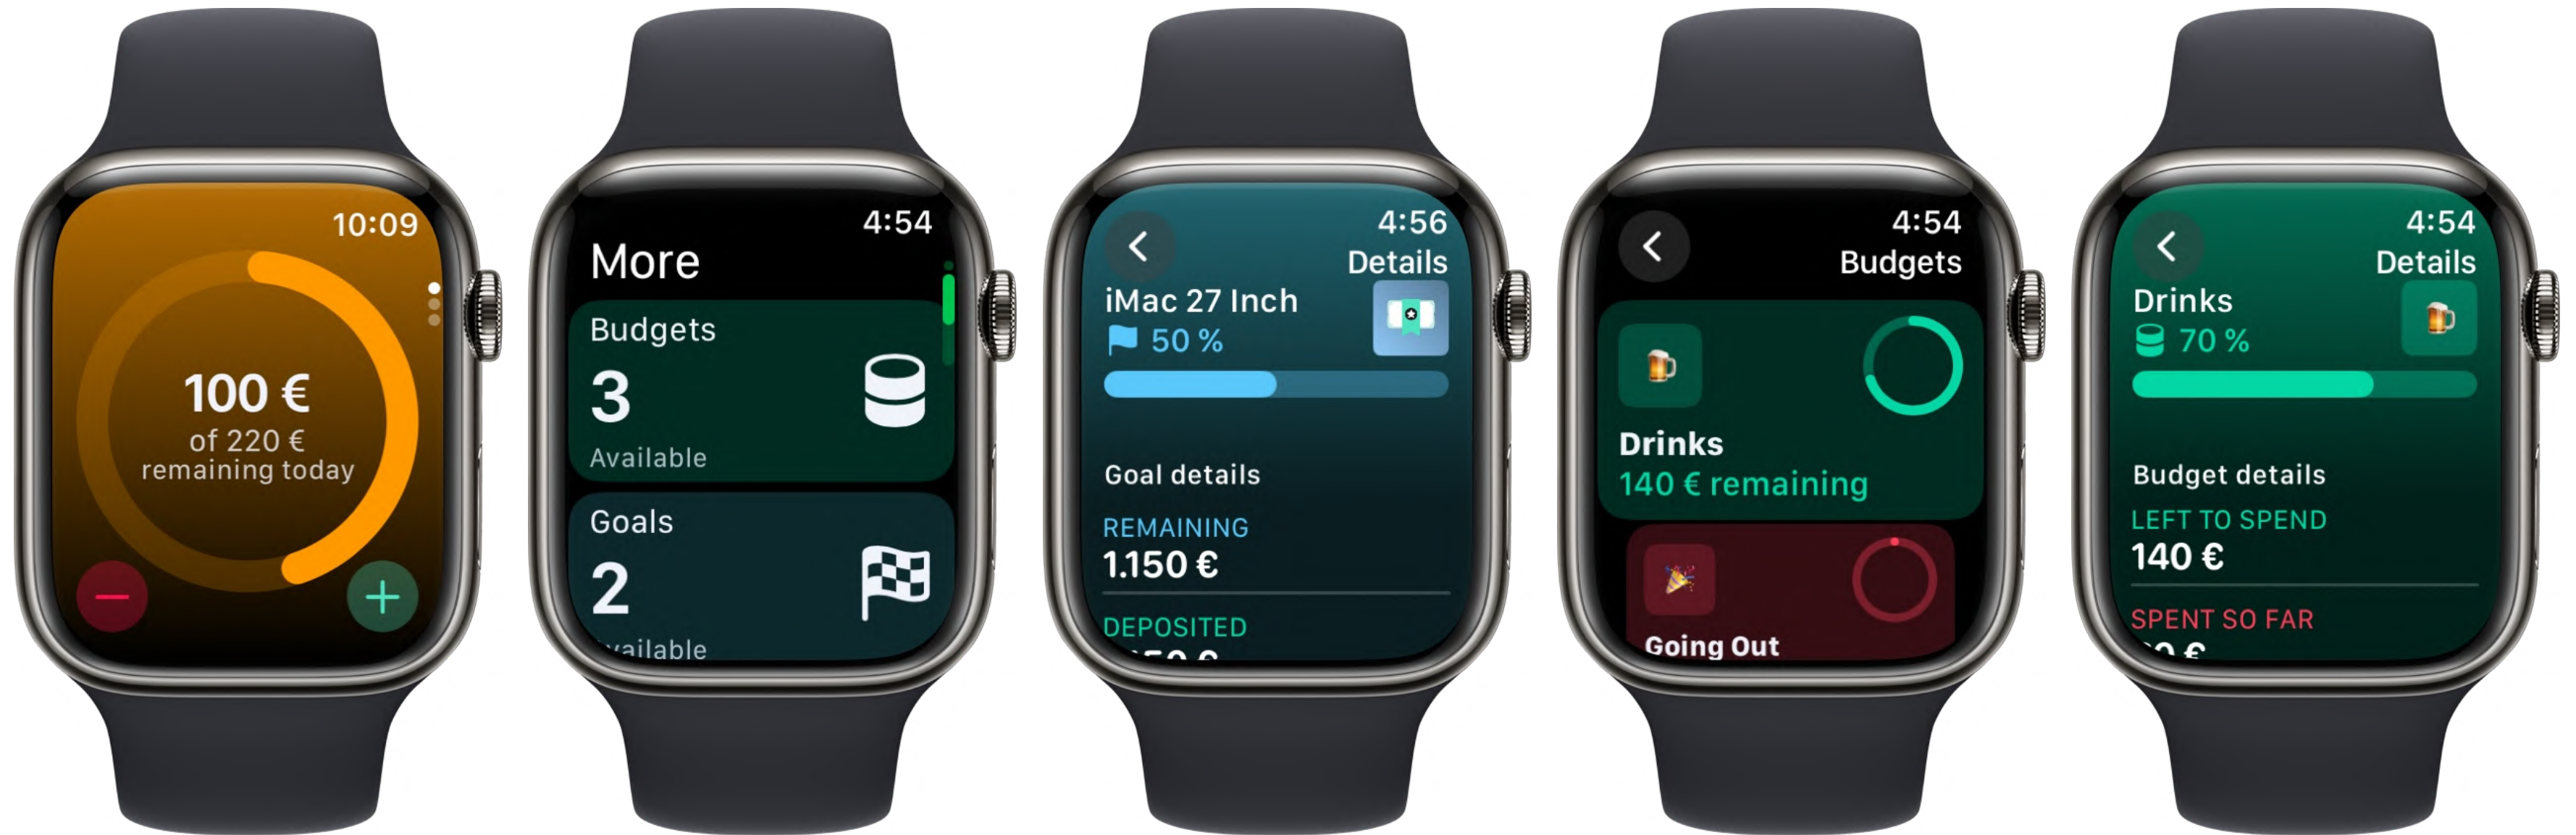 10:09
100 €
of 220 €
remaining today
4:54
More
Budgets
3
Available
Goals
2
4:56
Details
iMac 27 Inch
50 %
Goal details
REMAINING
1.150 €
DEPOSITED
4:54
Budgets
Drinks
140 € remaining
Going Out
4:54
Details
Drinks
70 %
Budget details
LEFT TO SPEND
140 €
SPENT SO FAR